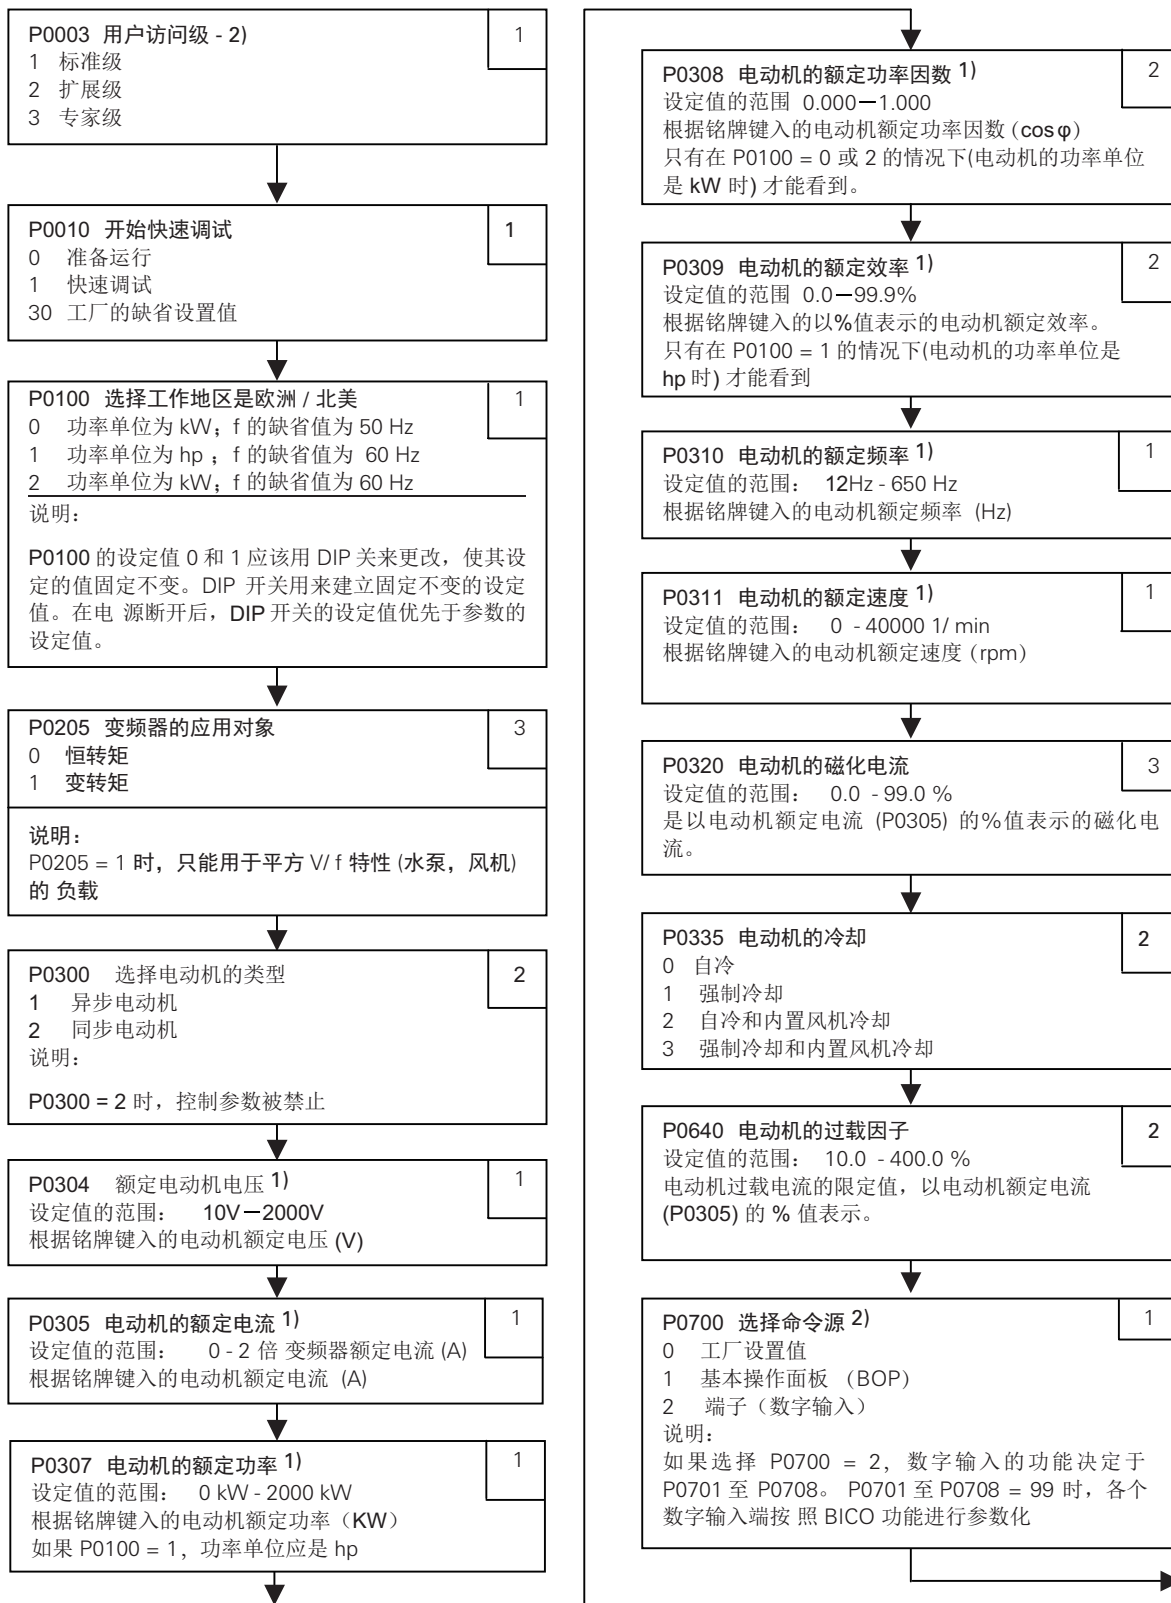 P0003 用户访问级 - 2)
1
1 标准级
2 扩展级
3 专家级
P0010 开始快速调试
1
0 准备运行
1 快速调试
30 工厂的缺省设置值
P0100 选择工作地区是欧洲 / 北美
1
0 功率单位为 kW；f 的缺省值为 50 Hz
1 功率单位为 hp ；f 的缺省值为 60 Hz
2 功率单位为 kW；f 的缺省值为 60 Hz
说明：
P0100 的设定值 0 和 1 应该用 DIP 关来更改，使其设
定的值固定不变。DIP 开关用来建立固定不变的设定
值。在电 源断开后，DIP 开关的设定值优先于参数的
设定值。
P0205 变频器的应用对象
3
0 恒转矩
1 变转矩
说明：
P0205 = 1 时，只能用于平方 V/ f 特性 (水泵，风机)
的 负载
P0300 选择电动机的类型
2
1 异步电动机
2 同步电动机
说明：
P0300 = 2 时，控制参数被禁止
P0304 额定电动机电压 1)
1
设定值的范围： 10V－2000V
根据铭牌键入的电动机额定电压 (V)
P0305 电动机的额定电流 1)
1
设定值的范围： 0 - 2 倍 变频器额定电流 (A)
根据铭牌键入的电动机额定电流 (A)
P0307 电动机的额定功率 1)
1
设定值的范围： 0 kW - 2000 kW
根据铭牌键入的电动机额定功率（KW）
如果 P0100 = 1，功率单位应是 hp
P0308 电动机的额定功率因数 1)
2
设定值的范围 0.000－1.000
根据铭牌键入的电动机额定功率因数 (cosφ)
只有在 P0100 = 0 或 2 的情况下(电动机的功率单位
是 kW 时) 才能看到。
P0309 电动机的额定效率 1)
2
设定值的范围 0.0－99.9%
根据铭牌键入的以%值表示的电动机额定效率。
只有在 P0100 = 1 的情况下(电动机的功率单位是
hp 时) 才能看到
P0310 电动机的额定频率 1)
1
设定值的范围： 12Hz - 650 Hz
根据铭牌键入的电动机额定频率 (Hz)
P0311 电动机的额定速度 1)
1
设定值的范围： 0 - 40000 1/ min
根据铭牌键入的电动机额定速度 (rpm)
P0320 电动机的磁化电流
3
设定值的范围： 0.0 - 99.0 %
是以电动机额定电流 (P0305) 的%值表示的磁化电
流。
P0335 电动机的冷却
2
0 自冷
1 强制冷却
2 自冷和内置风机冷却
3 强制冷却和内置风机冷却
P0640 电动机的过载因子
2
设定值的范围： 10.0 - 400.0 %
电动机过载电流的限定值，以电动机额定电流
(P0305) 的 % 值表示。
P0700 选择命令源 2)
1
0 工厂设置值
1 基本操作面板 （BOP）
2 端子（数字输入）
说明：
如果选择 P0700 = 2，数字输入的功能决定于
P0701 至 P0708。 P0701 至 P0708 = 99 时，各个
数字输入端按 照 BICO 功能进行参数化